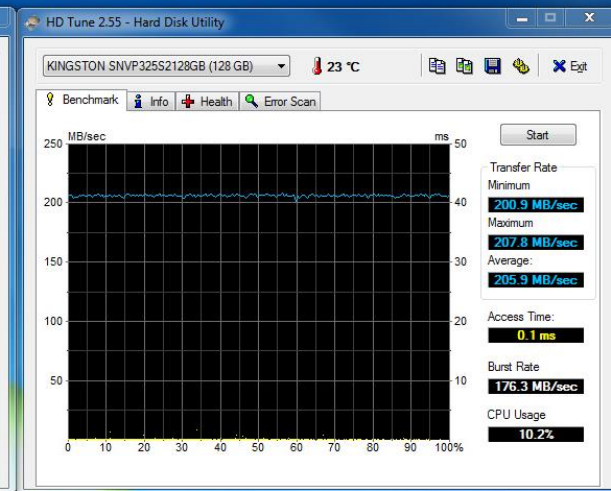 HD Tune 2.55 - Hard Disk Utility
KINGSTON SNVP325S2128GB (128 GB)
23 °C
Exit
Benchmark
Info
Health
Error Scan
MB/sec
ms
250
200
150
100
50
50
40
30
20
10
0
10
20
30
40
50
60
70
80
90
100%
Start
Transfer Rate
Minimum
200.9 MB/sec
Maximum
207.8 MB/sec
Average:
205.9 MB/sec
Access Time:
0.1 ms
Burst Rate
176.3 MB/sec
CPU Usage
10.2%